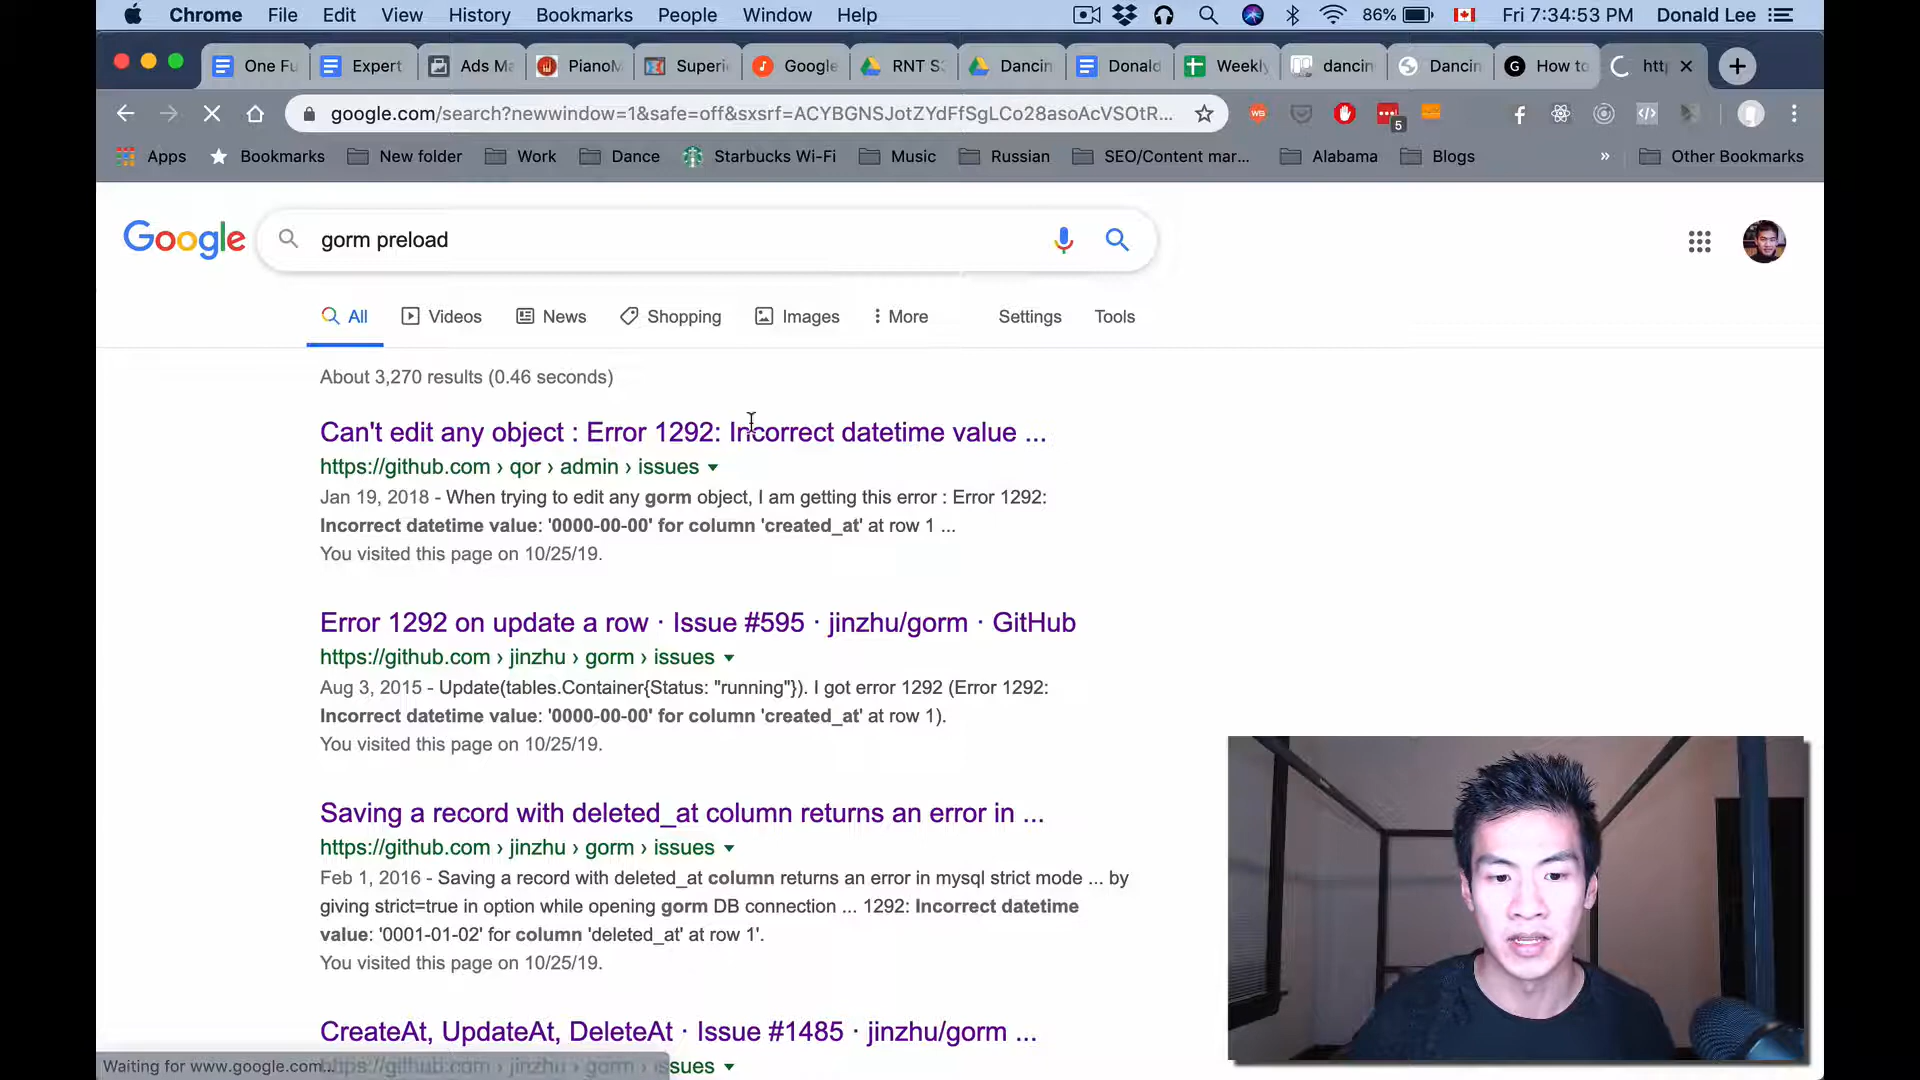 Chrome File Edit View History Bookmarks People Window Help 86% Fri 7:34:53 PM Donald Lee
One Fu Expert Ads Ma PianoM Superi Google RNT S3 Dancin Donald Weekly dancin Dancin How to htt
google.com/search?newwindow=1&safe=off&sxsrf=ACYBGNSJotZYdFfSgLCo28asoAcVSOtR... 5
Apps Bookmarks New folder Work Dance Starbucks Wi-Fi Music Russian SEO/Content mar... Alabama Blogs » Other Bookmarks
Google gorm preload
All Videos News Shopping Images More Settings Tools
About 3,270 results (0.46 seconds)
Can't edit any object : Error 1292: Incorrect datetime value ...
https://github.com › qor › admin › issues
Jan 19, 2018 - When trying to edit any gorm object, I am getting this error : Error 1292:
Incorrect datetime value: '0000-00-00' for column 'created_at' at row 1 ...
You visited this page on 10/25/19.
Error 1292 on update a row · Issue #595 · jinzhu/gorm · GitHub
https://github.com › jinzhu › gorm › issues
Aug 3, 2015 - Update(tables.Container{Status: "running"}). I got error 1292 (Error 1292:
Incorrect datetime value: '0000-00-00' for column 'created_at' at row 1).
You visited this page on 10/25/19.
Saving a record with deleted_at column returns an error in ...
https://github.com › jinzhu › gorm › issues
Feb 1, 2016 - Saving a record with deleted_at column returns an error in mysql strict mode ... by
giving strict=true in option while opening gorm DB connection ... 1292: Incorrect datetime
value: '0001-01-02' for column 'deleted_at' at row 1'.
You visited this page on 10/25/19.
CreateAt, UpdateAt, DeleteAt · Issue #1485 · jinzhu/gorm ...
https://github.com › jinzhu › gorm › issues
Waiting for www.google.com...